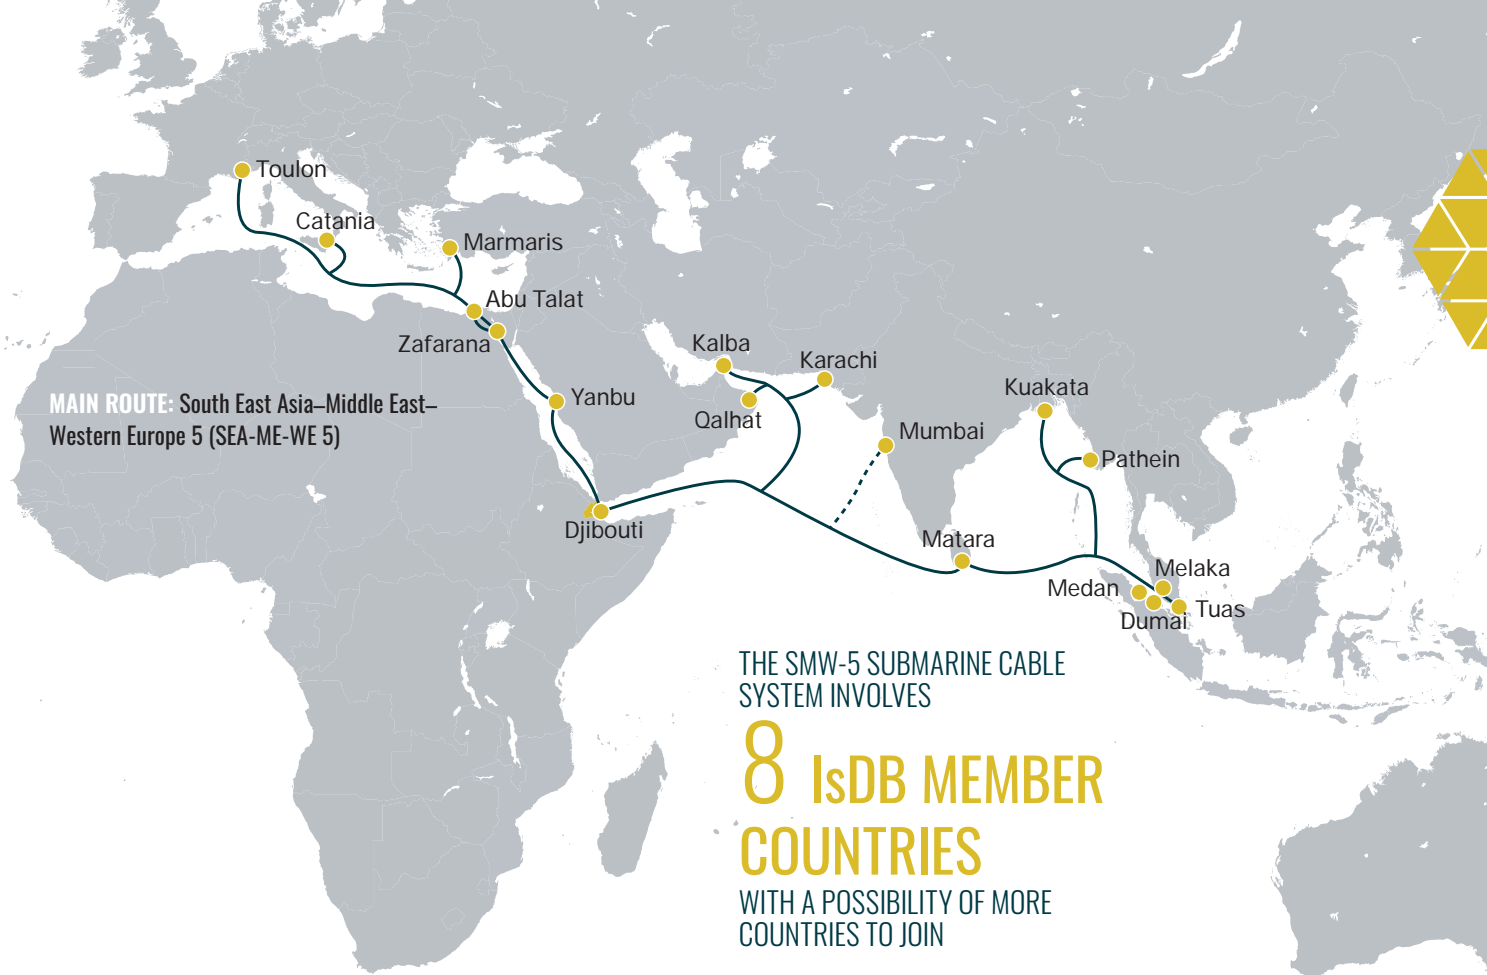 Toulon
Catania
Marmaris
Abu Talat
Zafarana
Kalba
Karachi
Kuakata
MAIN ROUTE: South East Asia–Middle East–
Western Europe 5 (SEA-ME-WE 5)
Yanbu
Qalhat
Mumbai
Pathein
Djibouti
Matara
Melaka
Medan
Tuas
Dumai
THE SMW-5 SUBMARINE CABLE
SYSTEM INVOLVES
8 IsDB MEMBER
COUNTRIES
WITH A POSSIBILITY OF MORE
COUNTRIES TO JOIN